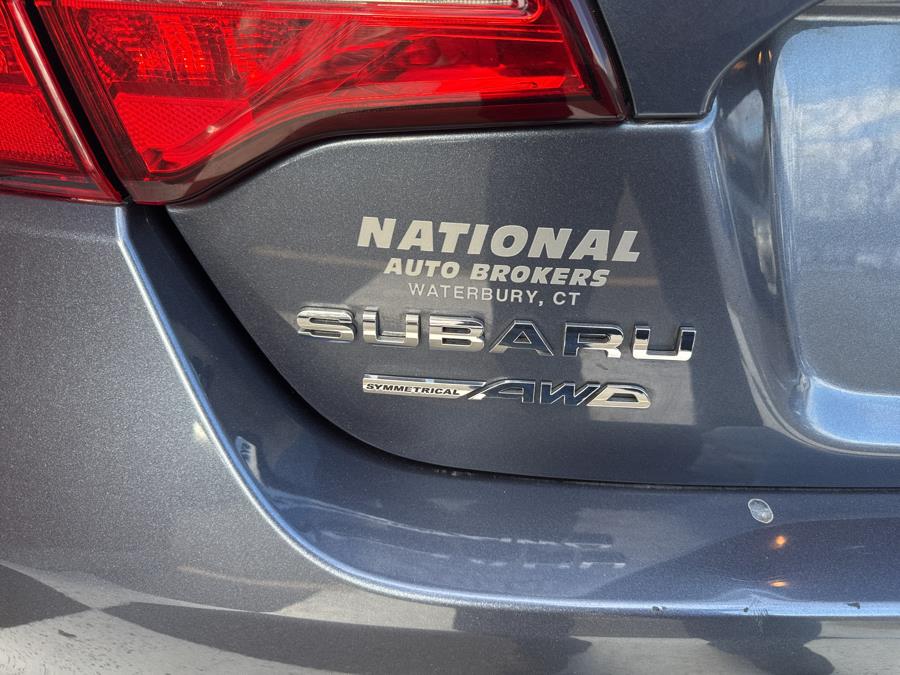 NATIONAL
AUTO BROKERS
WATERBURY, CT
SUBARU
SYMMETRICAL AWD